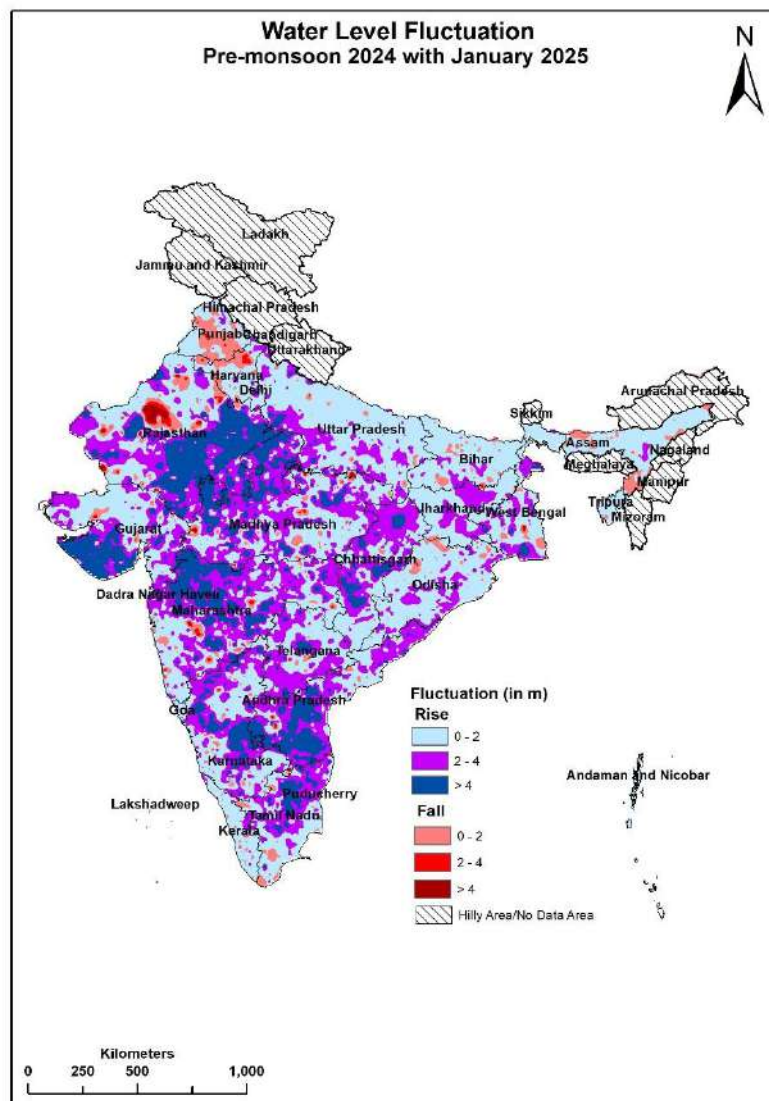 Water Level Fluctuation
Pre-monsoon 2024 with January 2025
N
Ladakh
Jammu and Kashmir
Himachal Pradesh
Punjab
Chandigarh
Uttarakhand
Haryana
Delhi
Arunachal Pradesh
Sikkim
Rajasthan
Uttar Pradesh
Assam
Nagaland
Bihar
Meghalaya
Manipur
Jharkhand
West Bengal
Tripura
Mizoram
Gujarat
Madhya Pradesh
Chhattisgarh
Odisha
Dadra Nagar Haveli
Maharashtra
Telangana
Andhra Pradesh
Goa
Karnataka
Puducherry
Lakshadweep
Tamil Nadu
Kerala
Andaman and Nicobar
Fluctuation (in m)
Rise
0 - 2
2 - 4
> 4
Fall
0 - 2
2 - 4
> 4
Hilly Area/No Data Area
Kilometers
0 250 500 1,000